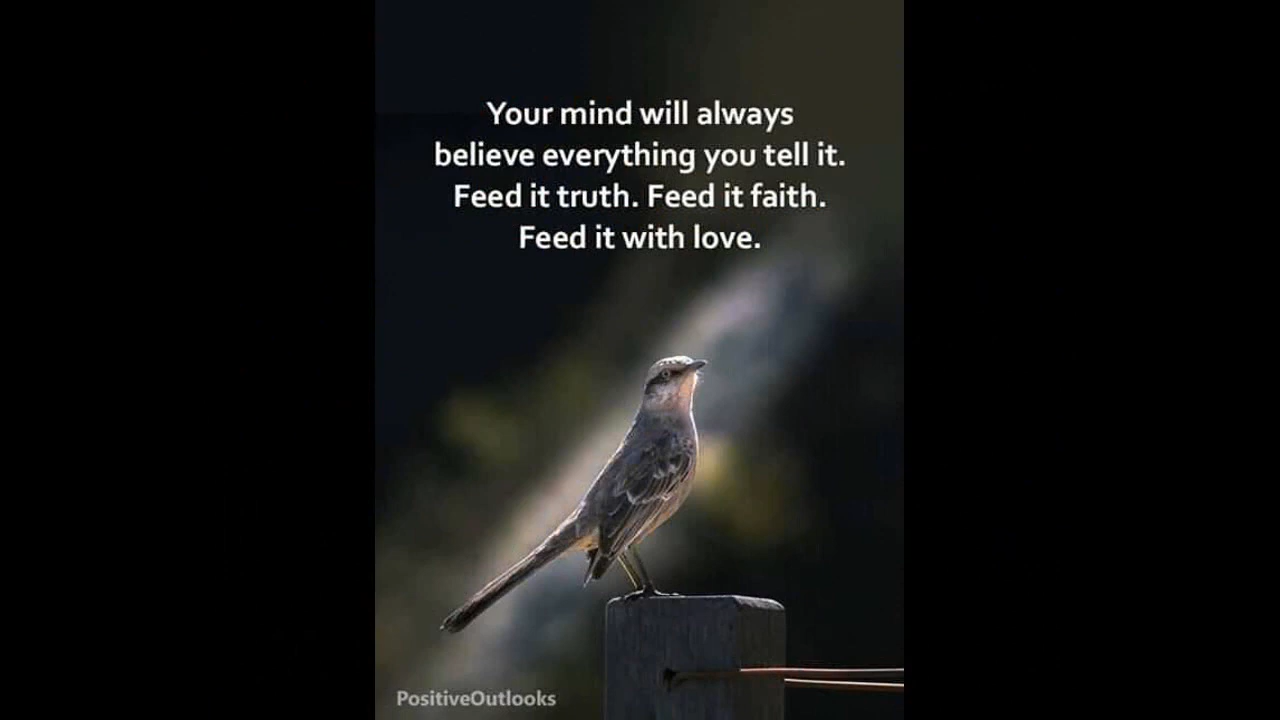 Your mind will always
believe everything you tell it.
Feed it truth. Feed it faith.
Feed it with love.
PositiveOutlooks